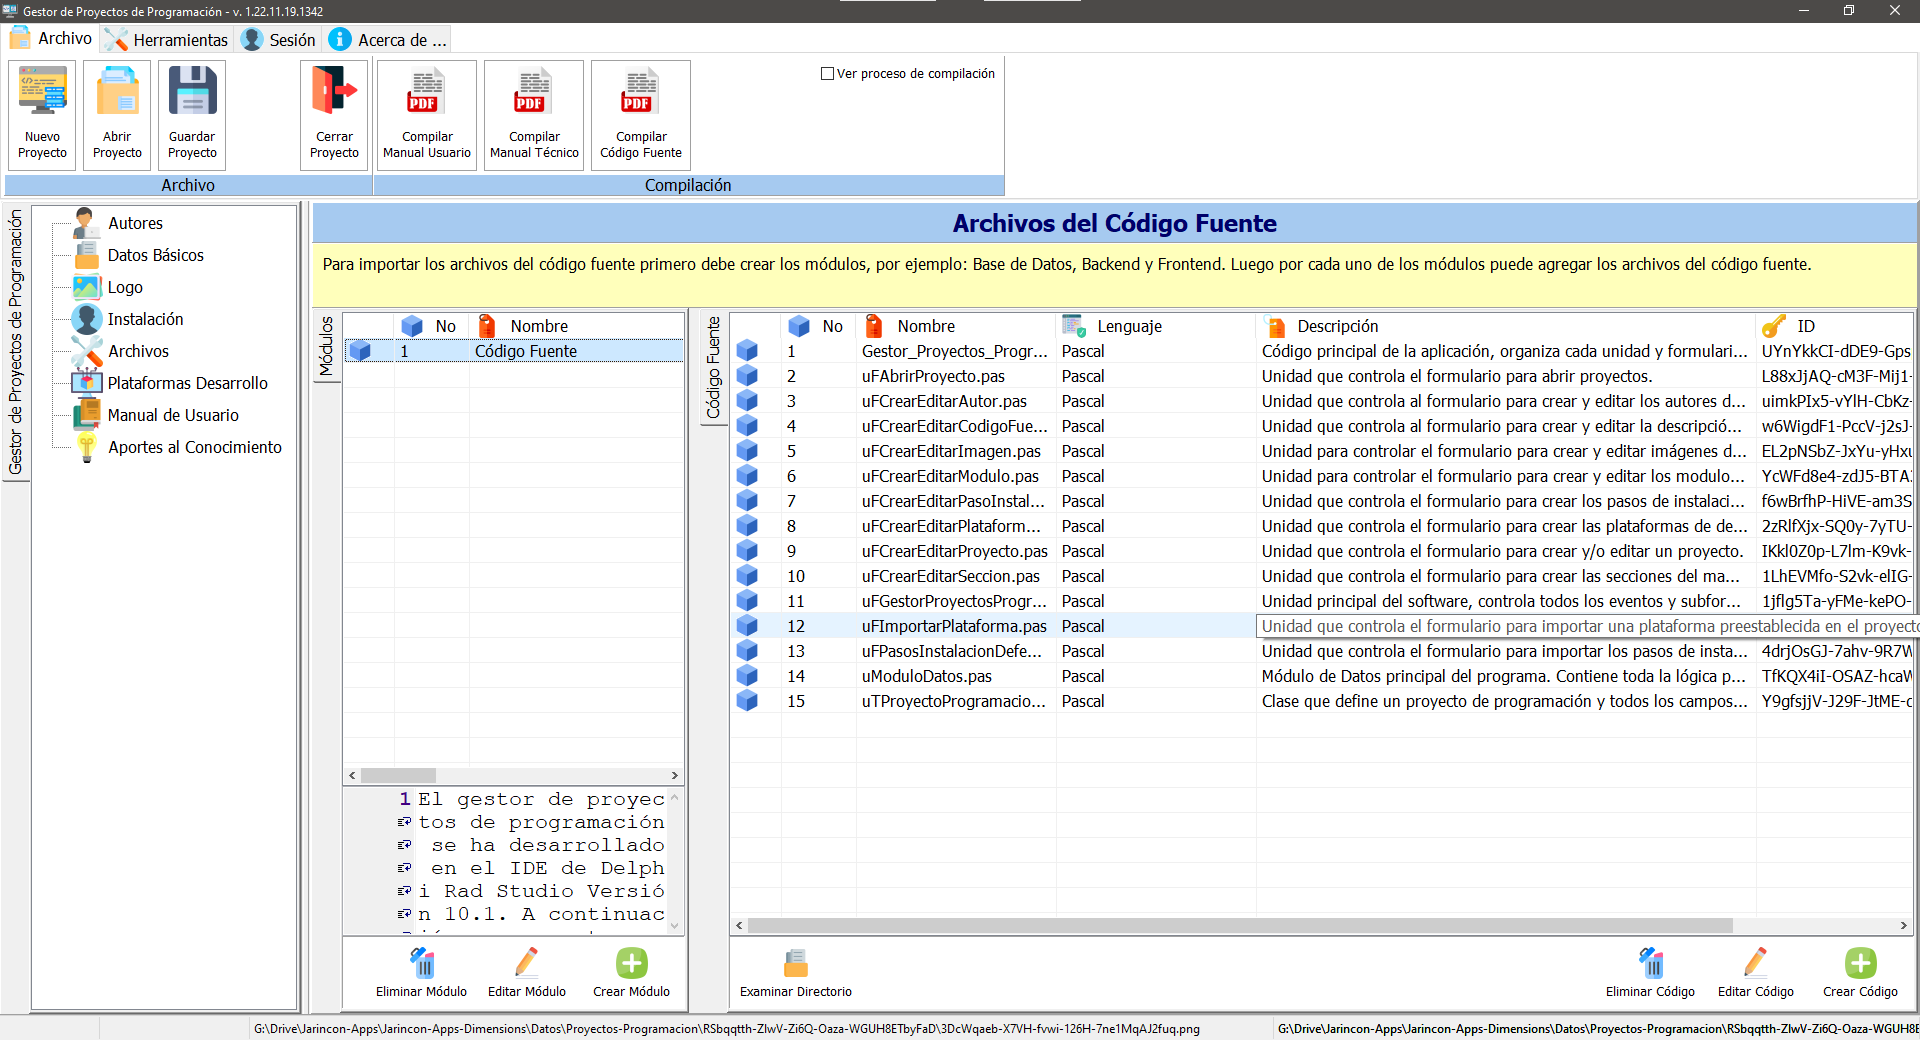 Gestor de Proyectos de Programación - v. 1.22.11.19.1342
Archivo
Herramientas
Sesión
Acerca de ...
Nuevo
Proyecto
Abrir
Proyecto
Guardar
Proyecto
Cerrar
Proyecto
Compilar
Manual Usuario
Compilar
Manual Técnico
Compilar
Código Fuente
PDF
PDF
PDF
Ver proceso de compilación
Archivo
Compilación
Gestor de Proyectos de Programación
Autores
Datos Básicos
Logo
Instalación
Archivos
Plataformas Desarrollo
Manual de Usuario
Aportes al Conocimiento
Archivos del Código Fuente
Para importar los archivos del código fuente primero debe crear los módulos, por ejemplo: Base de Datos, Backend y Frontend. Luego por cada uno de los módulos puede agregar los archivos del código fuente.
Módulos
No Nombre
1 Código Fuente
1 El gestor de proyec
tos de programación
se ha desarrollado
en el IDE de Delph
i Rad Studio Versió
n 10.1. A continuac
Eliminar Módulo
Editar Módulo
Crear Módulo
Código Fuente
No Nombre Lenguaje Descripción ID
1 Gestor_Proyectos_Progr... Pascal Código principal de la aplicación, organiza cada unidad y formulari... UYnYkkCI-dDE9-Gps
2 uFAbrirProyecto.pas Pascal Unidad que controla el formulario para abrir proyectos. L88xJjAQ-cM3F-Mij1-
3 uFCrearEditarAutor.pas Pascal Unidad que controla el formulario para crear y editar los autores d... uimkPIx5-vYlH-CbKz-
4 uFCrearEditarCodigoFue... Pascal Unidad que controla al formulario para crear y editar la descripció... w6WigdF1-PccV-j2sJ-
5 uFCrearEditarImagen.pas Pascal Unidad para controlar el formulario para crear y editar imágenes d... EL2pNSbZ-JxYu-yHxu
6 uFCrearEditarModulo.pas Pascal Unidad para controlar el formulario para crear y editar los modulo... YcWFd8e4-zdJ5-BTA
7 uFCrearEditarPasoInstal... Pascal Unidad que controla el formulario para crear los pasos de instalaci... f6wBrfhP-HiVE-am3S
8 uFCrearEditarPlataform... Pascal Unidad que controla el formulario para crear las plataformas de de... 2zRlfXjx-SQ0y-7yTU-
9 uFCrearEditarProyecto.pas Pascal Unidad que controla el formulario para crear y/o editar un proyecto. IKkl0Z0p-L7lm-K9vk-
10 uFCrearEditarSeccion.pas Pascal Unidad que controla el formulario para crear las secciones del ma... 1LhEVMfo-S2vk-elIG-
11 uFGestorProyectosProgr... Pascal Unidad principal del software, controla todos los eventos y subfor... 1jflg5Ta-yFMe-kePO-
12 uFImportarPlataforma.pas Pascal Unidad que controla el formulario para importar una plataforma preestablecida en el proyecto
13 uFPasosInstalacionDefe... Pascal Unidad que controla el formulario para importar los pasos de insta... 4drjOsGJ-7ahv-9R7W
14 uModuloDatos.pas Pascal Módulo de Datos principal del programa. Contiene toda la lógica p... TfKQX4iI-OSAZ-hcaW
15 uTProyectoProgramacio... Pascal Clase que define un proyecto de programación y todos los campos... Y9gfsjjV-J29F-JtME-
Examinar Directorio
Eliminar Código
Editar Código
Crear Código
G:\Drive\Jarincon-Apps\Jarincon-Apps-Dimensions\Datos\Proyectos-Programacion\RSbqqtth-ZlwV-Zi6Q-Oaza-WGUH8ETbyFaD\3DcWqaeb-X7VH-fvwi-126H-7ne1MqAJ2fuq.png
G:\Drive\Jarincon-Apps\Jarincon-Apps-Dimensions\Datos\Proyectos-Programacion\RSbqqtth-ZlwV-Zi6Q-Oaza-WGUH8E